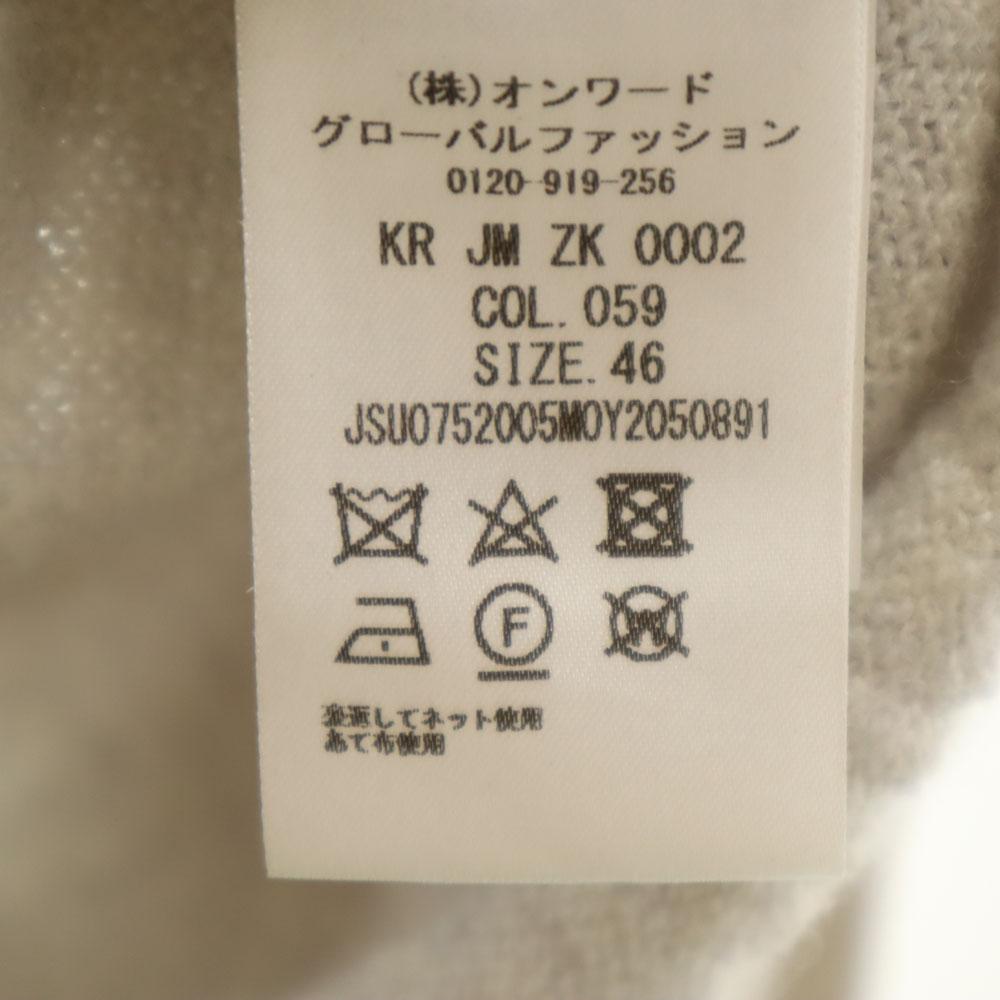 (株)オンワード
グローバルファッション
0120-919-256
KR JM ZK 0002
COL. 059
SIZE. 46
JSU0752005M0Y2050891
F
W
裏返してネット使用
あて布使用